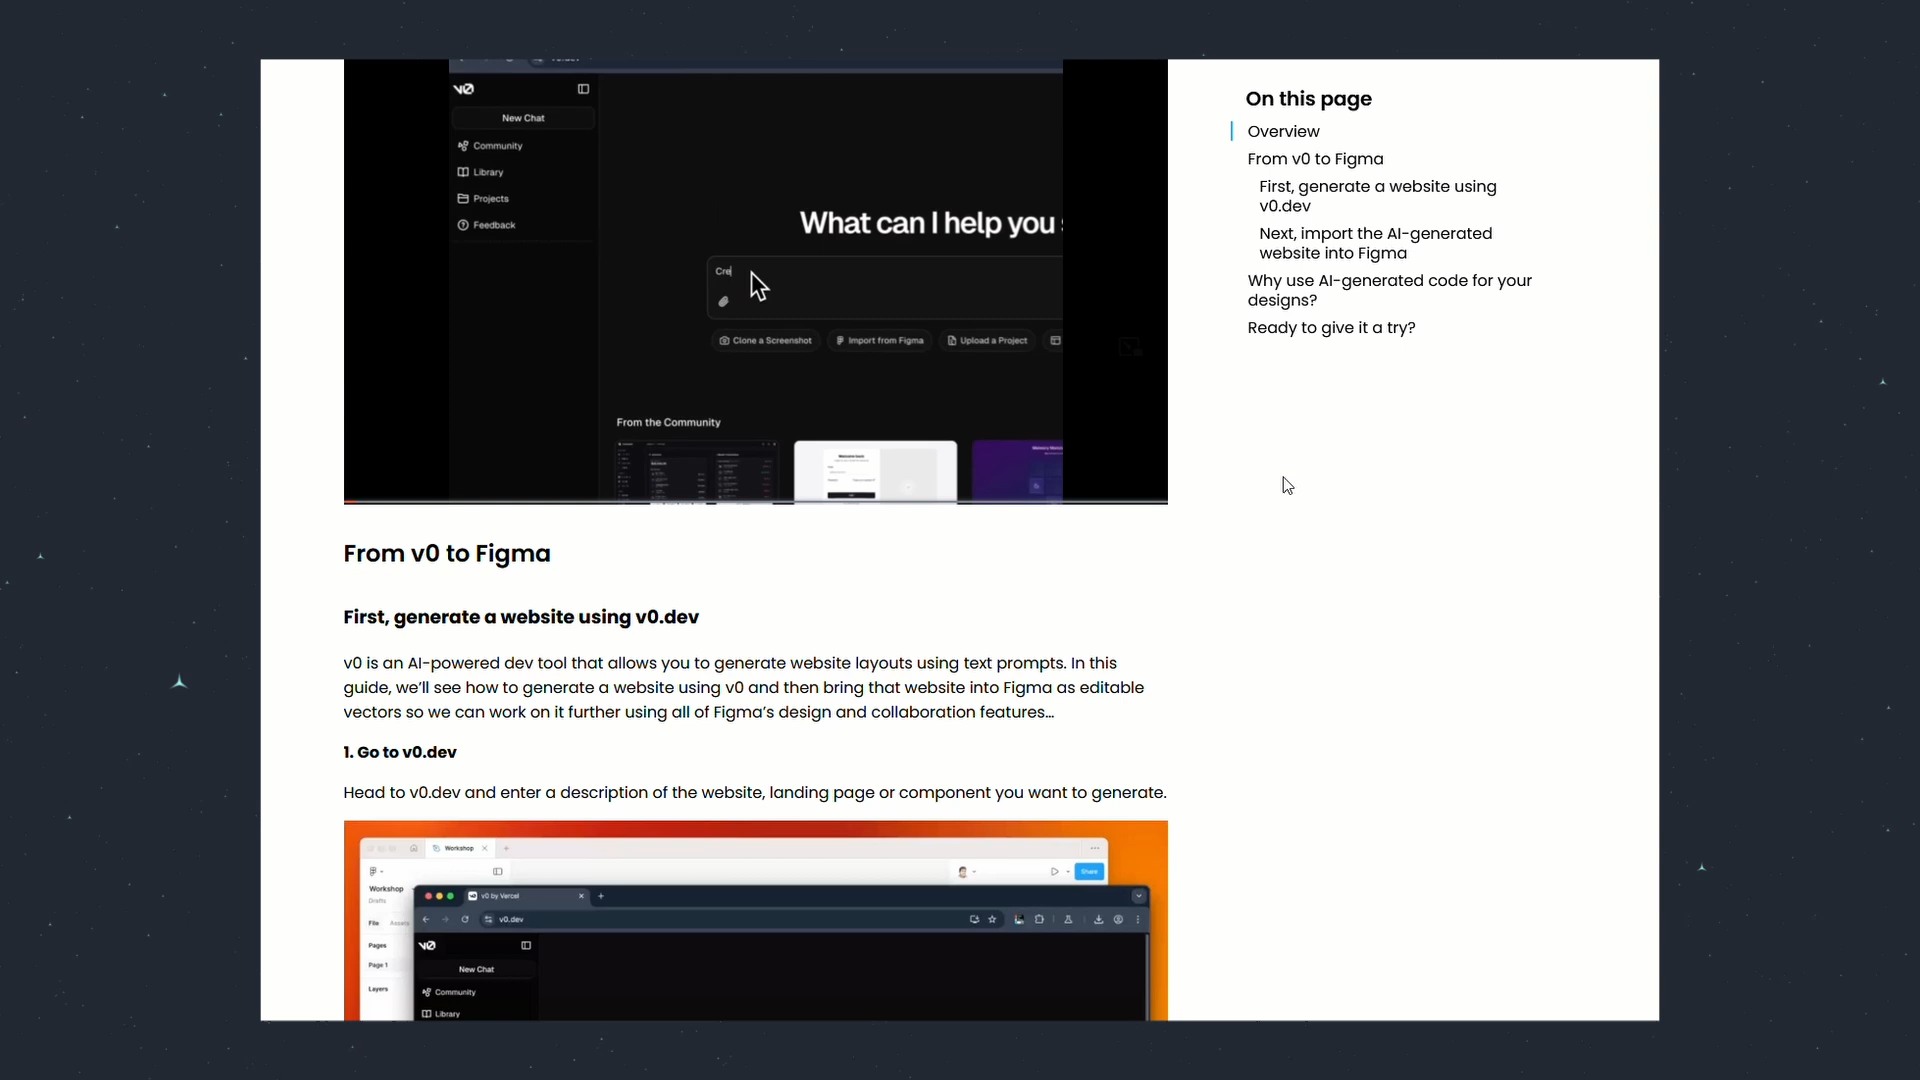 v0
New Chat
Community
Library
Projects
Feedback
What can I help you
Cre
Clone a Screenshot
Import from Figma
Upload a Project
From the Community
Welcome back
From v0 to Figma
First, generate a website using v0.dev
v0 is an AI-powered dev tool that allows you to generate website layouts using text prompts. In this
guide, we’ll see how to generate a website using v0 and then bring that website into Figma as editable
vectors so we can work on it further using all of Figma’s design and collaboration features…
1. Go to v0.dev
Head to v0.dev and enter a description of the website, landing page or component you want to generate.
Workshop
Share
Workshop
Drafts
File Assets
Pages
Page 1
Layers
v0 by Vercel
v0.dev
v0
New Chat
Community
Library
On this page
Overview
From v0 to Figma
First, generate a website using
v0.dev
Next, import the AI-generated
website into Figma
Why use AI-generated code for your
designs?
Ready to give it a try?